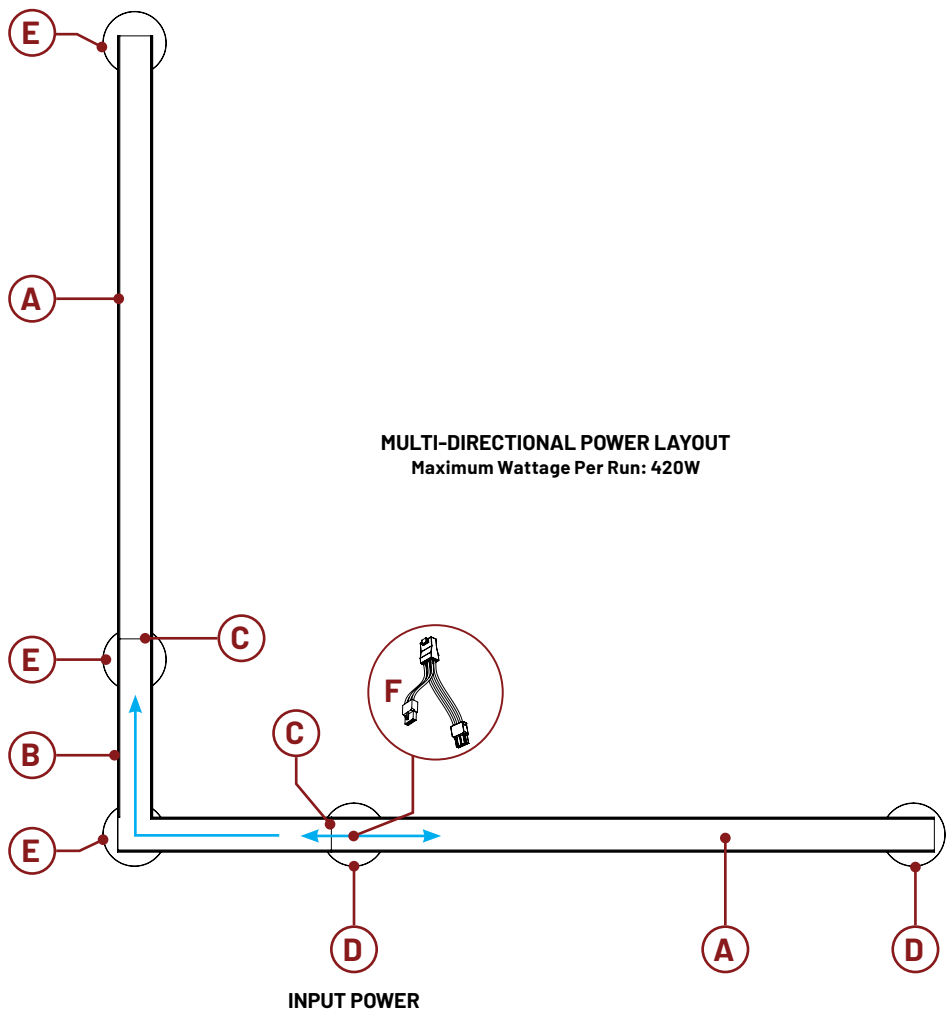 E
A
MULTI-DIRECTIONAL POWER LAYOUT
Maximum Wattage Per Run: 420W
C
E
F
C
B
E
D
A
D
INPUT POWER